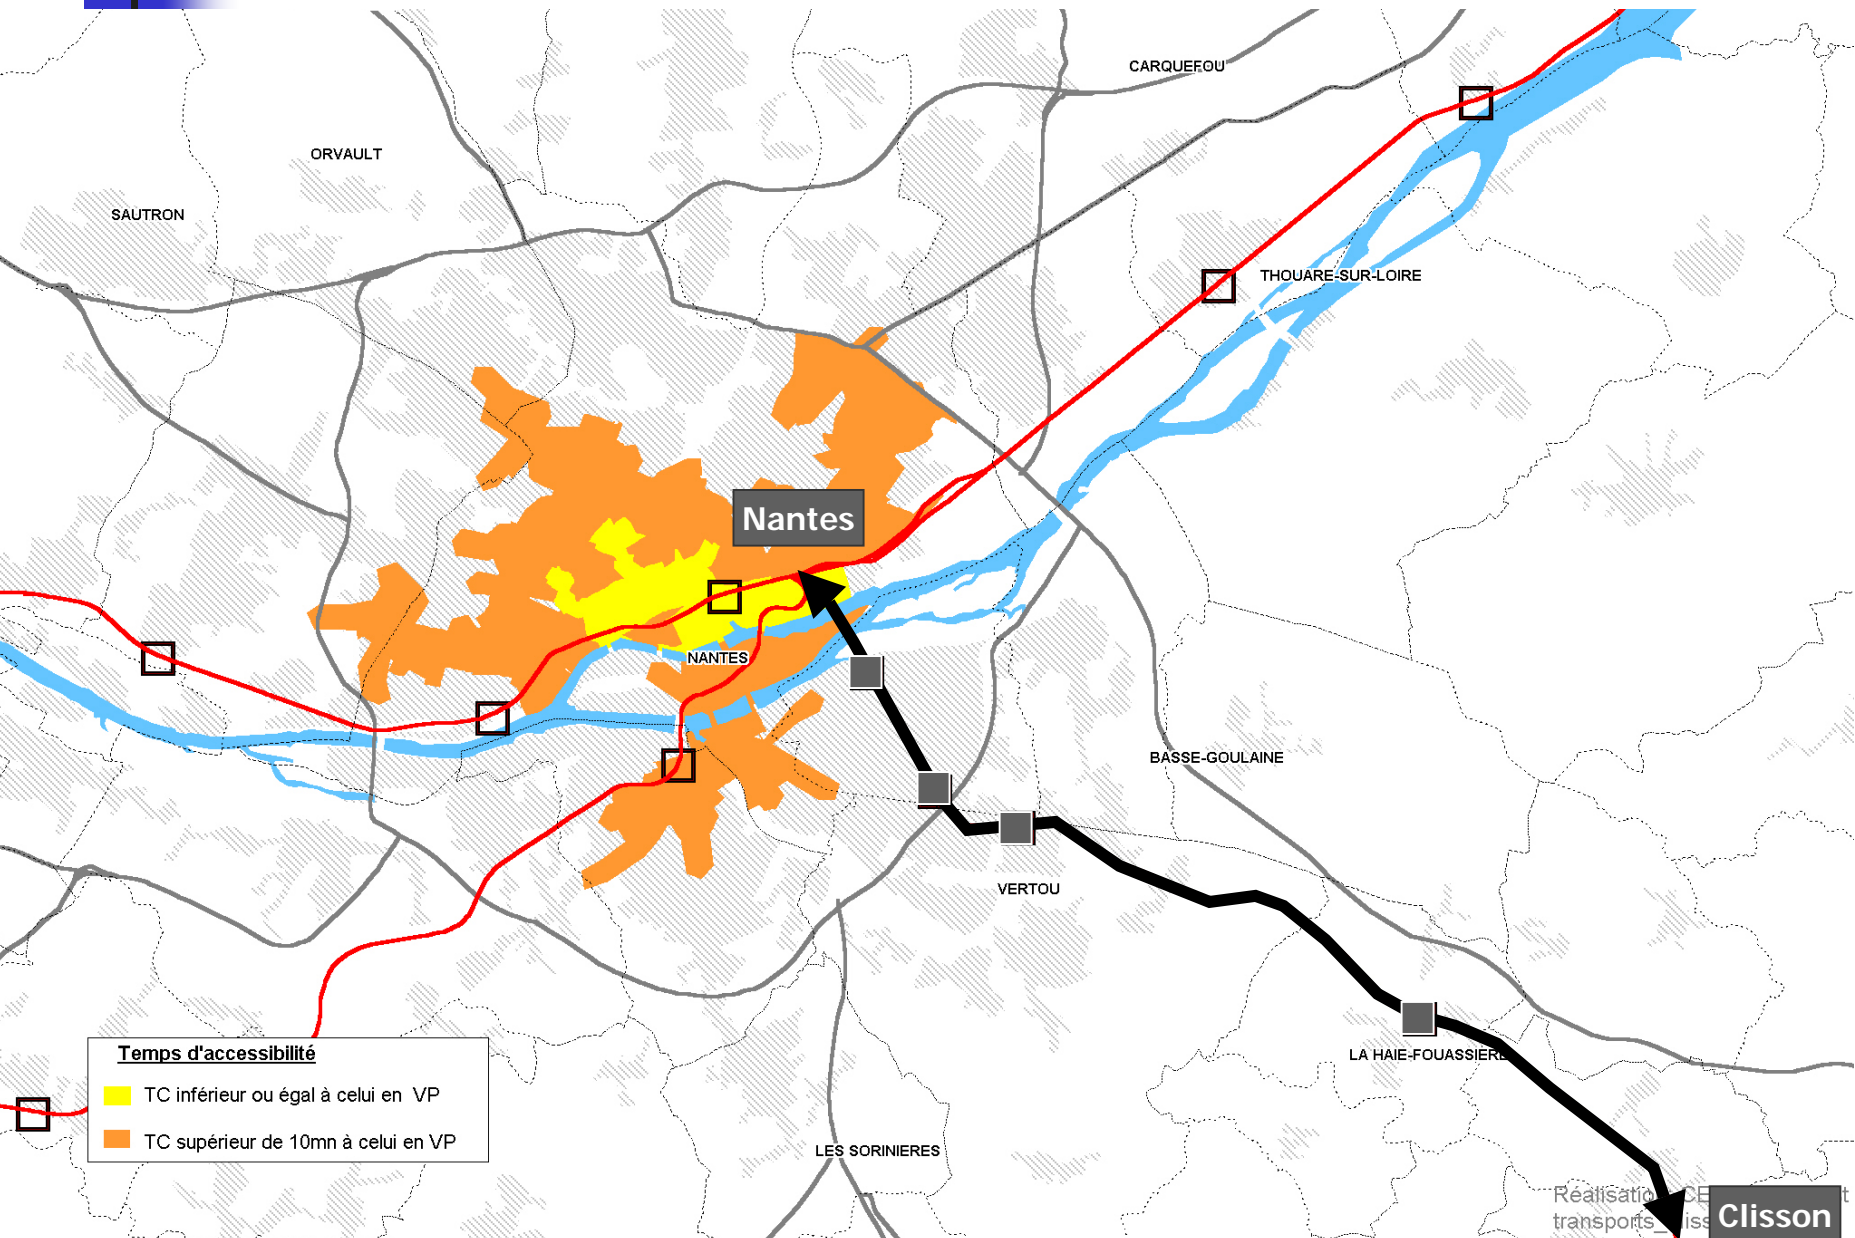 CARQUEFOU
ORVAULT
SAUTRON
THOUARE-SUR-LOIRE
Nantes
NANTES
BASSE-GOULAINE
VERTOU
LA HAIE-FOUASSIERE
Temps d'accessibilité
TC inférieur ou égal à celui en VP
TC supérieur de 10mn à celui en VP
LES SORINIERES
transports_
Clisson